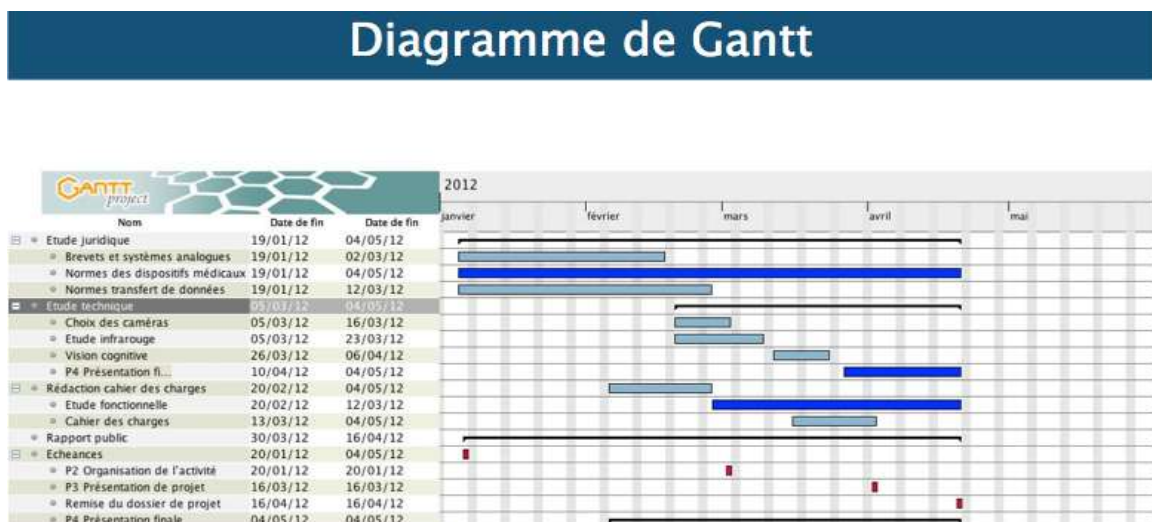 Diagramme de Gantt
GANTT project
2012
Nom Date de fin Date de fin janvier février mars avril mai
Etude juridique 19/01/12 04/05/12
Brevets et systèmes analogues 19/01/12 02/03/12
Normes des dispositifs médicaux 19/01/12 04/05/12
Normes transfert de données 19/01/12 12/03/12
Etude technique 05/03/12 04/05/12
Choix des caméras 05/03/12 16/03/12
Etude infrarouge 05/03/12 23/03/12
Vision cognitive 26/03/12 06/04/12
P4 Présentation fi... 10/04/12 04/05/12
Rédaction cahier des charges 20/02/12 04/05/12
Etude fonctionnelle 20/02/12 12/03/12
Cahier des charges 13/03/12 04/05/12
Rapport public 30/03/12 16/04/12
Echeances 20/01/12 04/05/12
P2 Organisation de l'activité 20/01/12 20/01/12
P3 Présentation de projet 16/03/12 16/03/12
Remise du dossier de projet 16/04/12 16/04/12
P4 Présentation finale 04/05/12 04/05/12